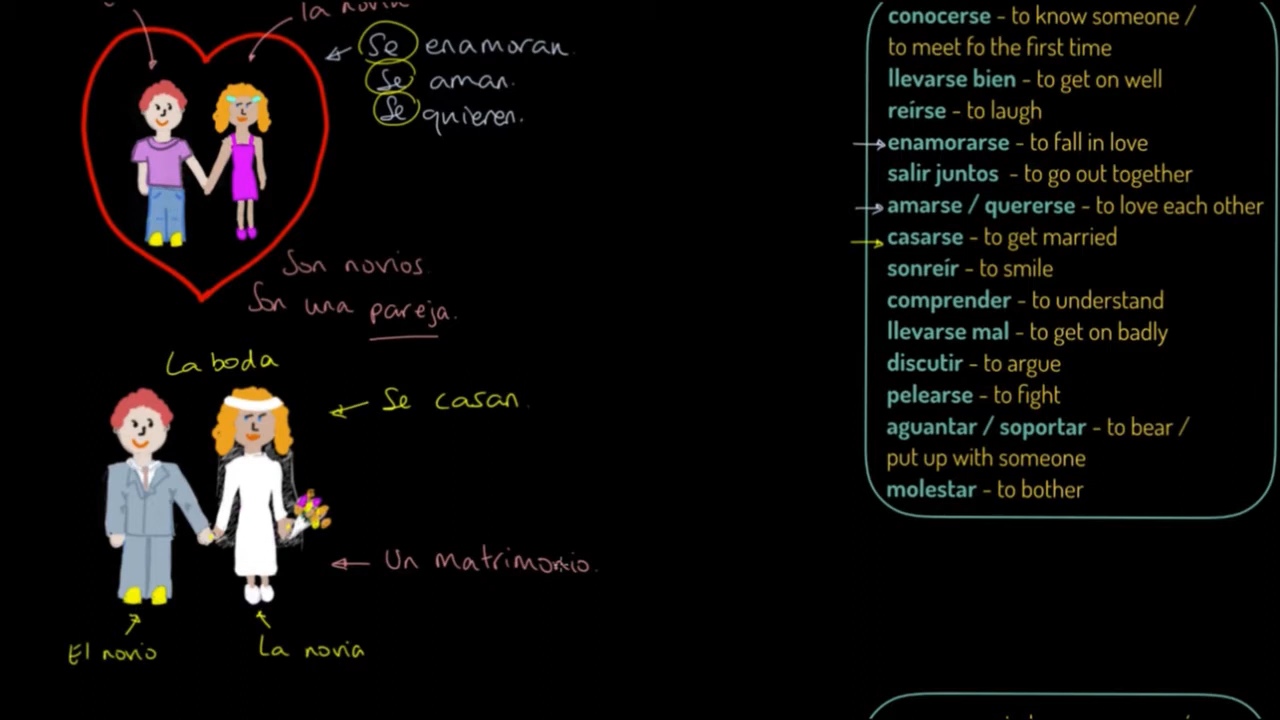 la novia
Se enamoran.
Se aman.
Se quieren.
Son novios.
Son una pareja.
La boda
Se casan.
Un matrimonio.
El novio
La novia
conocerse - to know someone /
to meet fo the first time
llevarse bien - to get on well
reírse - to laugh
enamorarse - to fall in love
salir juntos - to go out together
amarse / quererse - to love each other
casarse - to get married
sonreír - to smile
comprender - to understand
llevarse mal - to get on badly
discutir - to argue
pelearse - to fight
aguantar / soportar - to bear /
put up with someone
molestar - to bother